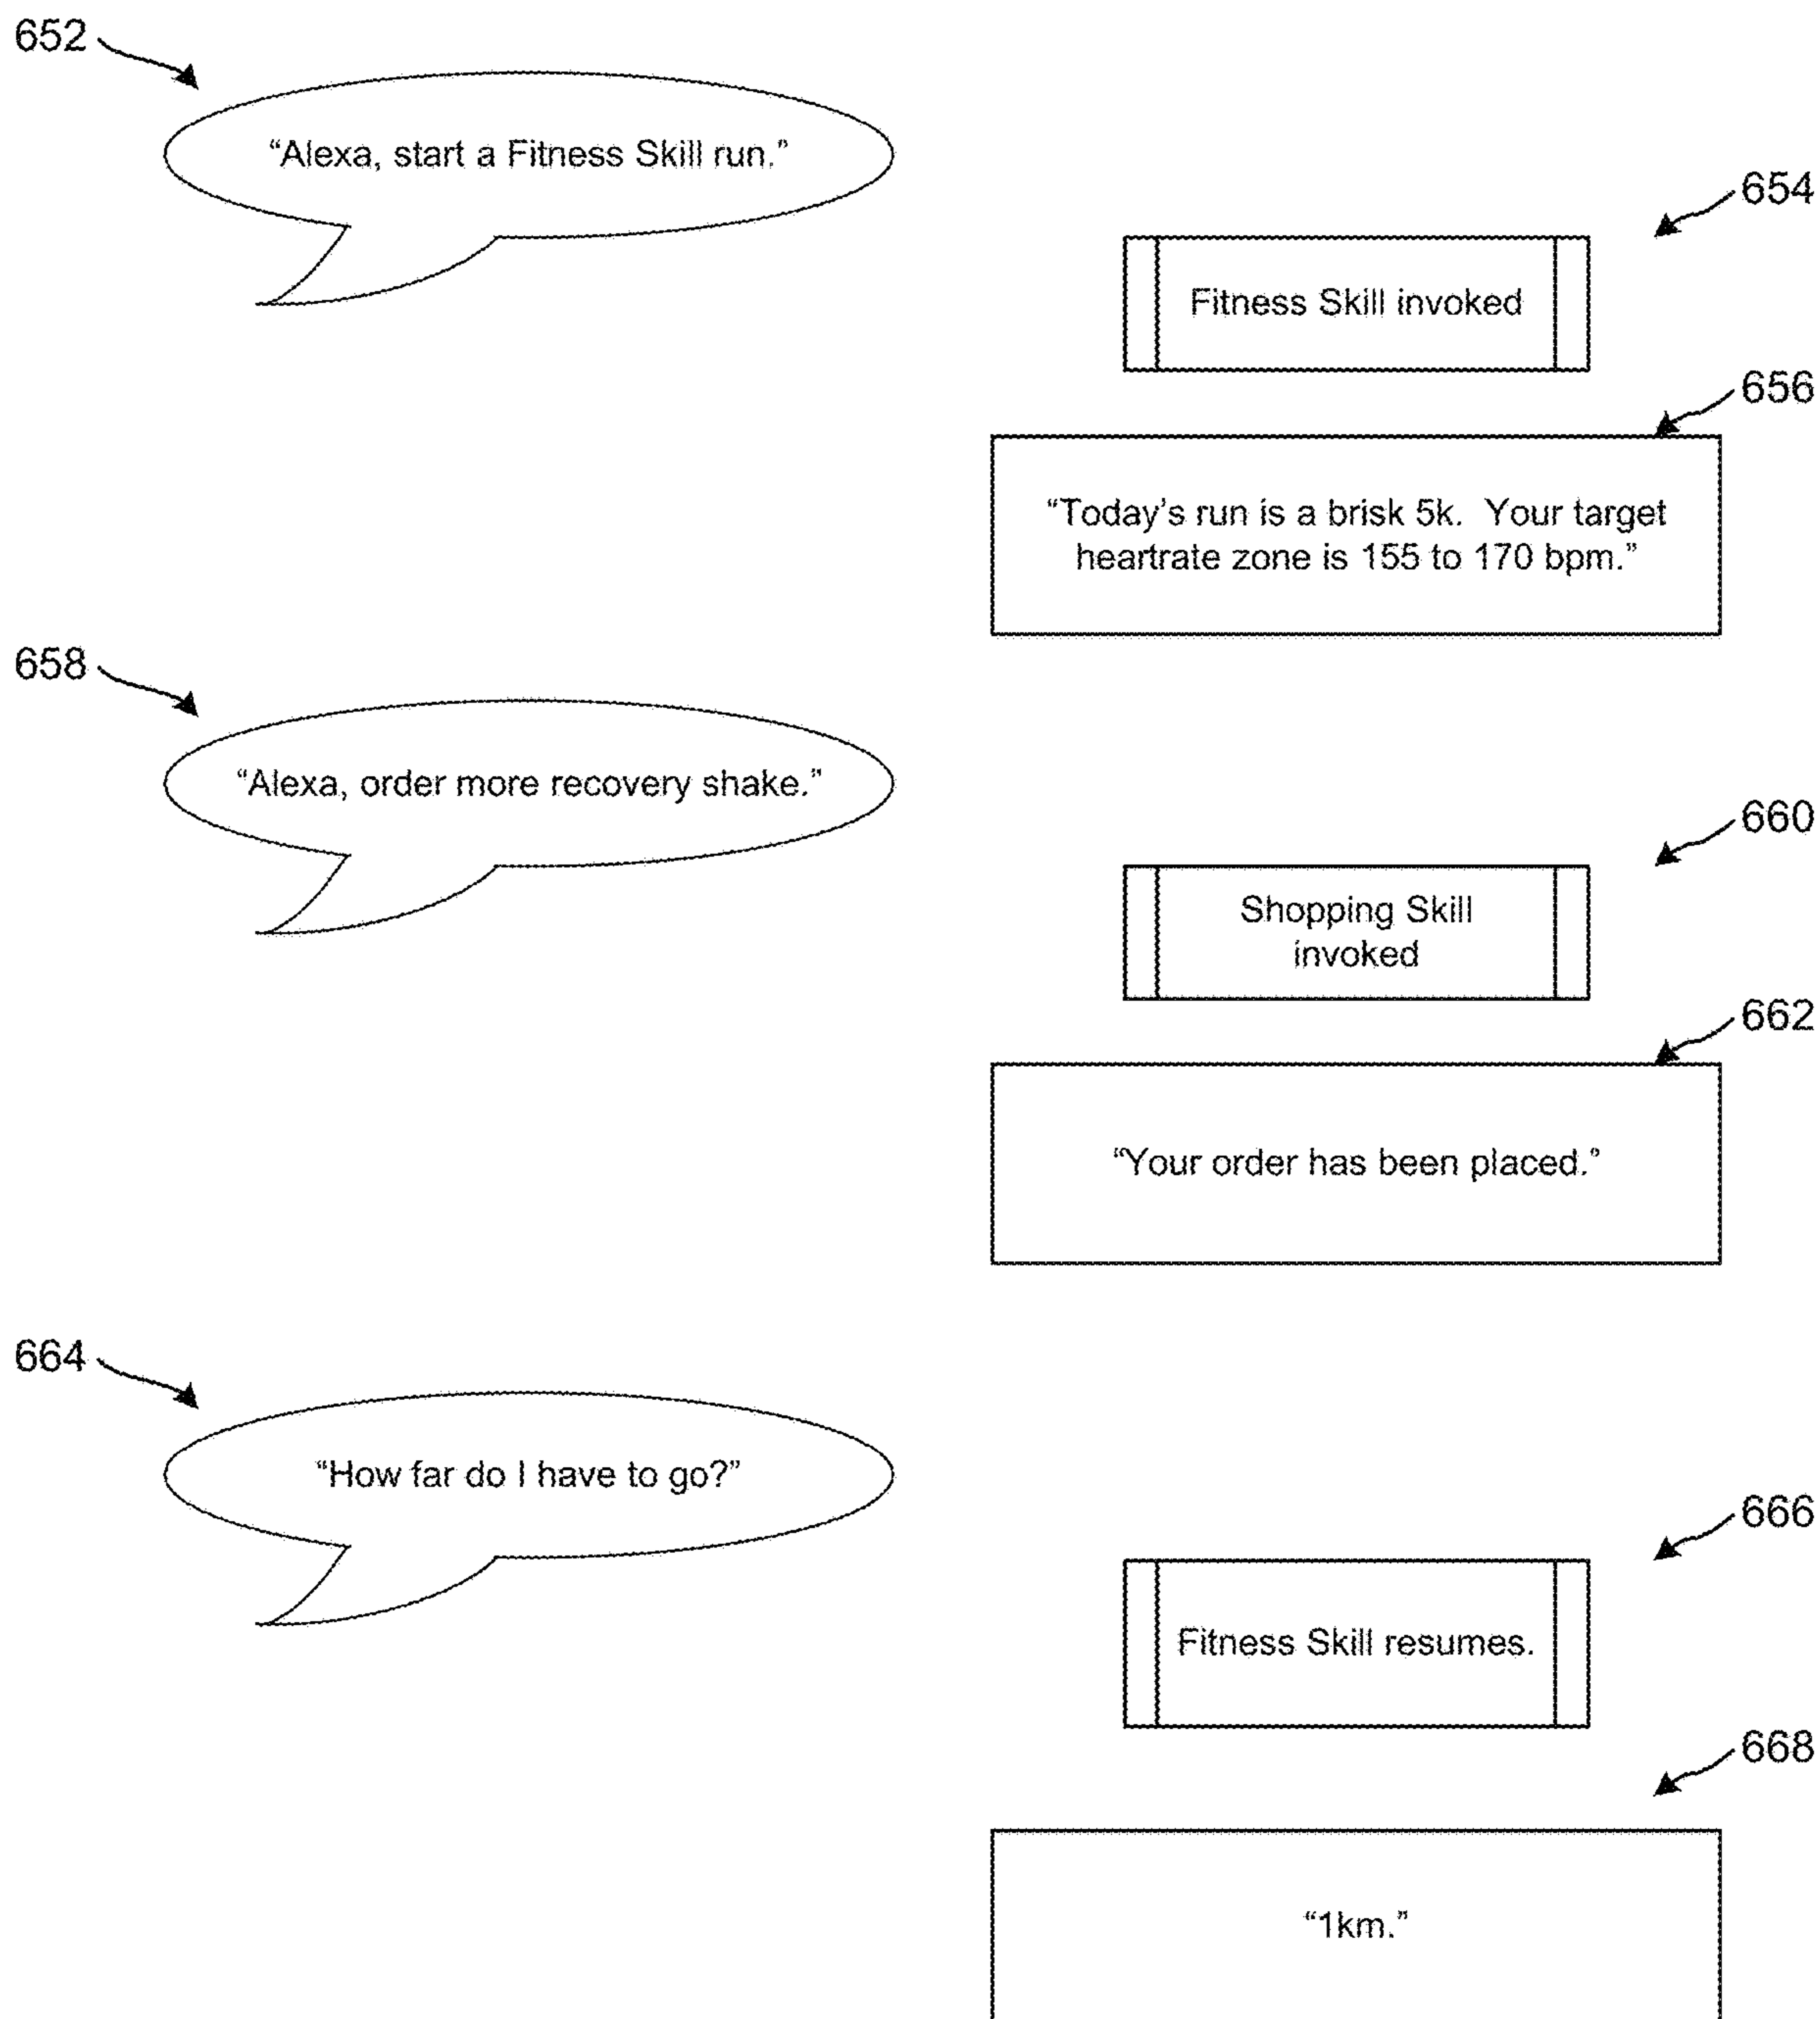 652
“Alexa, start a Fitness Skill run.”
654
Fitness Skill invoked
656
“Today’s run is a brisk 5k.  Your target
heartrate zone is 155 to 170 bpm.”
658
“Alexa, order more recovery shake.”
660
Shopping Skill
invoked
662
“Your order has been placed.”
664
“How far do I have to go?”
666
Fitness Skill resumes.
668
“1km.”